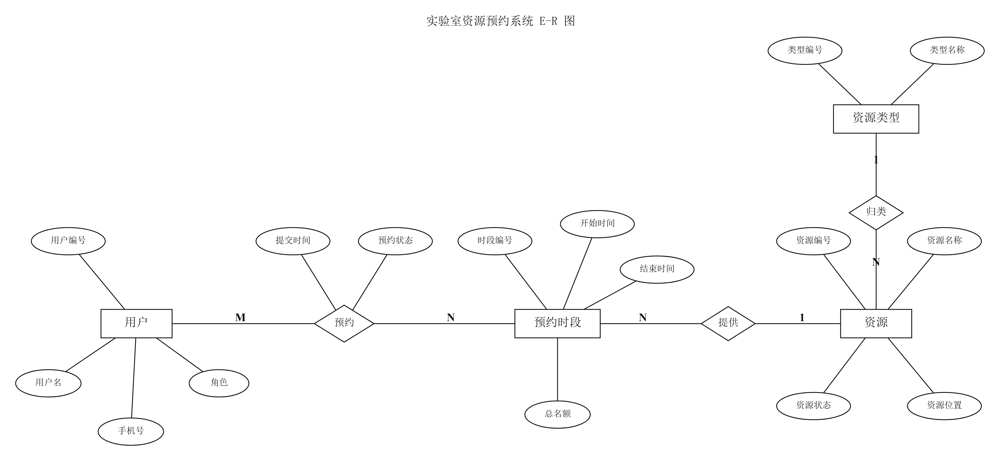 实验室资源预约系统 E-R 图
类型编号
类型名称
资源类型
1
归类
开始时间
用户编号
提交时间
预约状态
时段编号
资源编号
资源名称
N
结束时间
用户
M
预约
N
预约时段
N
提供
1
资源
用户名
角色
资源状态
资源位置
总名额
手机号